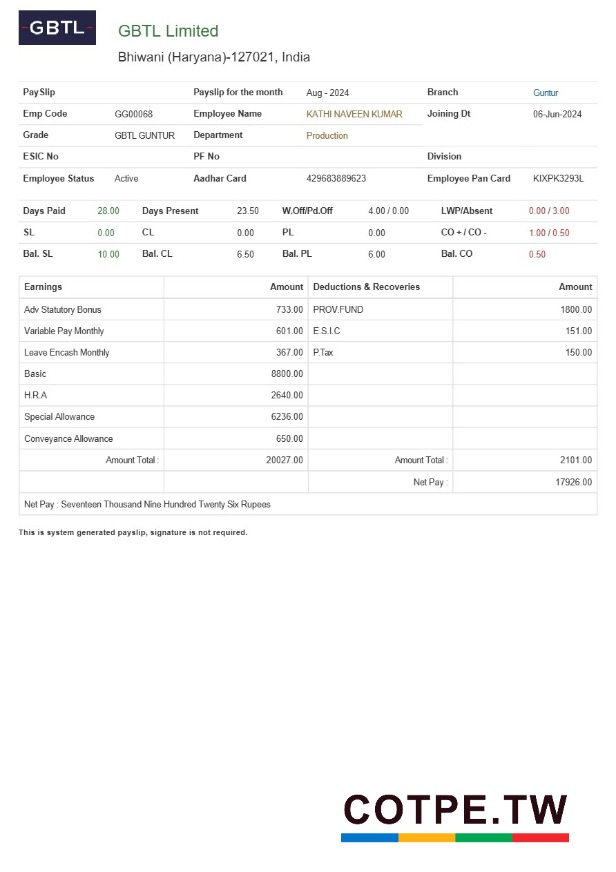 GBTL
GBTL Limited
Bhiwani (Haryana)-127021, India
PaySlip Payslip for the month Aug - 2024 Branch Guntur
Emp Code GG00068 Employee Name KATHI NAVEEN KUMAR Joining Dt 06-Jun-2024
Grade GBTL GUNTUR Department Production
ESIC No PF No Division
Employee Status Active Aadhar Card 429683889623 Employee Pan Card KIXPK3293L
Days Paid 28.00 Days Present 23.50 W.Off/Pd.Off 4.00 / 0.00 LWP/Absent 0.00 / 3.00
SL 0.00 CL 0.00 PL 0.00 CO + / CO - 1.00 / 0.50
Bal. SL 10.00 Bal. CL 6.50 Bal. PL 6.00 Bal. CO 0.50
Earnings Amount Deductions & Recoveries Amount
Adv Statutory Bonus 733.00 PROV.FUND 1800.00
Variable Pay Monthly 601.00 E.S.I.C 151.00
Leave Encash Monthly 367.00 P.Tax 150.00
Basic 8800.00
H.R.A 2640.00
Special Allowance 6236.00
Conveyance Allowance 650.00
Amount Total : 20027.00 Amount Total : 2101.00
Net Pay : 17926.00
Net Pay : Seventeen Thousand Nine Hundred Twenty Six Rupees
This is system generated payslip, signature is not required.
COTPE.TW